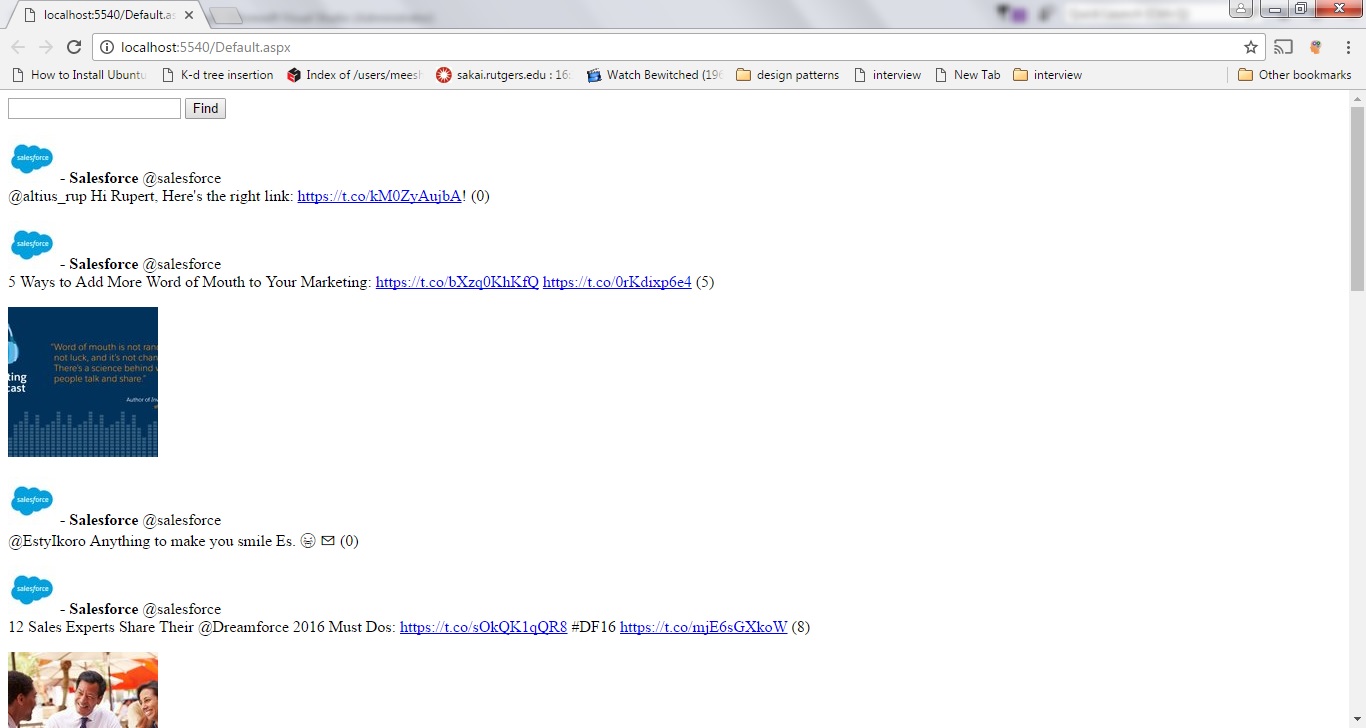 localhost:5540/Default.as
localhost:5540/Default.aspx
How to Install Ubuntu
K-d tree insertion
Index of /users/meesh
sakai.rutgers.edu : 16:
Watch Bewitched (196
design patterns
interview
New Tab
interview
Other bookmarks
Find
salesforce
- Salesforce @salesforce
@altius_rup Hi Rupert, Here's the right link: https://t.co/kM0ZyAujbA! (0)
salesforce
- Salesforce @salesforce
5 Ways to Add More Word of Mouth to Your Marketing: https://t.co/bXzq0KhKfQ https://t.co/0rKdixp6e4 (5)
"Word of mouth is not ran
not luck, and it's not chan
There's a science behind
people talk and share."
ting
cast
Author of
salesforce
- Salesforce @salesforce
@EstyIkoro Anything to make you smile Es. 😄 ✉ (0)
salesforce
- Salesforce @salesforce
12 Sales Experts Share Their @Dreamforce 2016 Must Dos: https://t.co/sOkQK1qQR8 #DF16 https://t.co/mjE6sGXkoW (8)